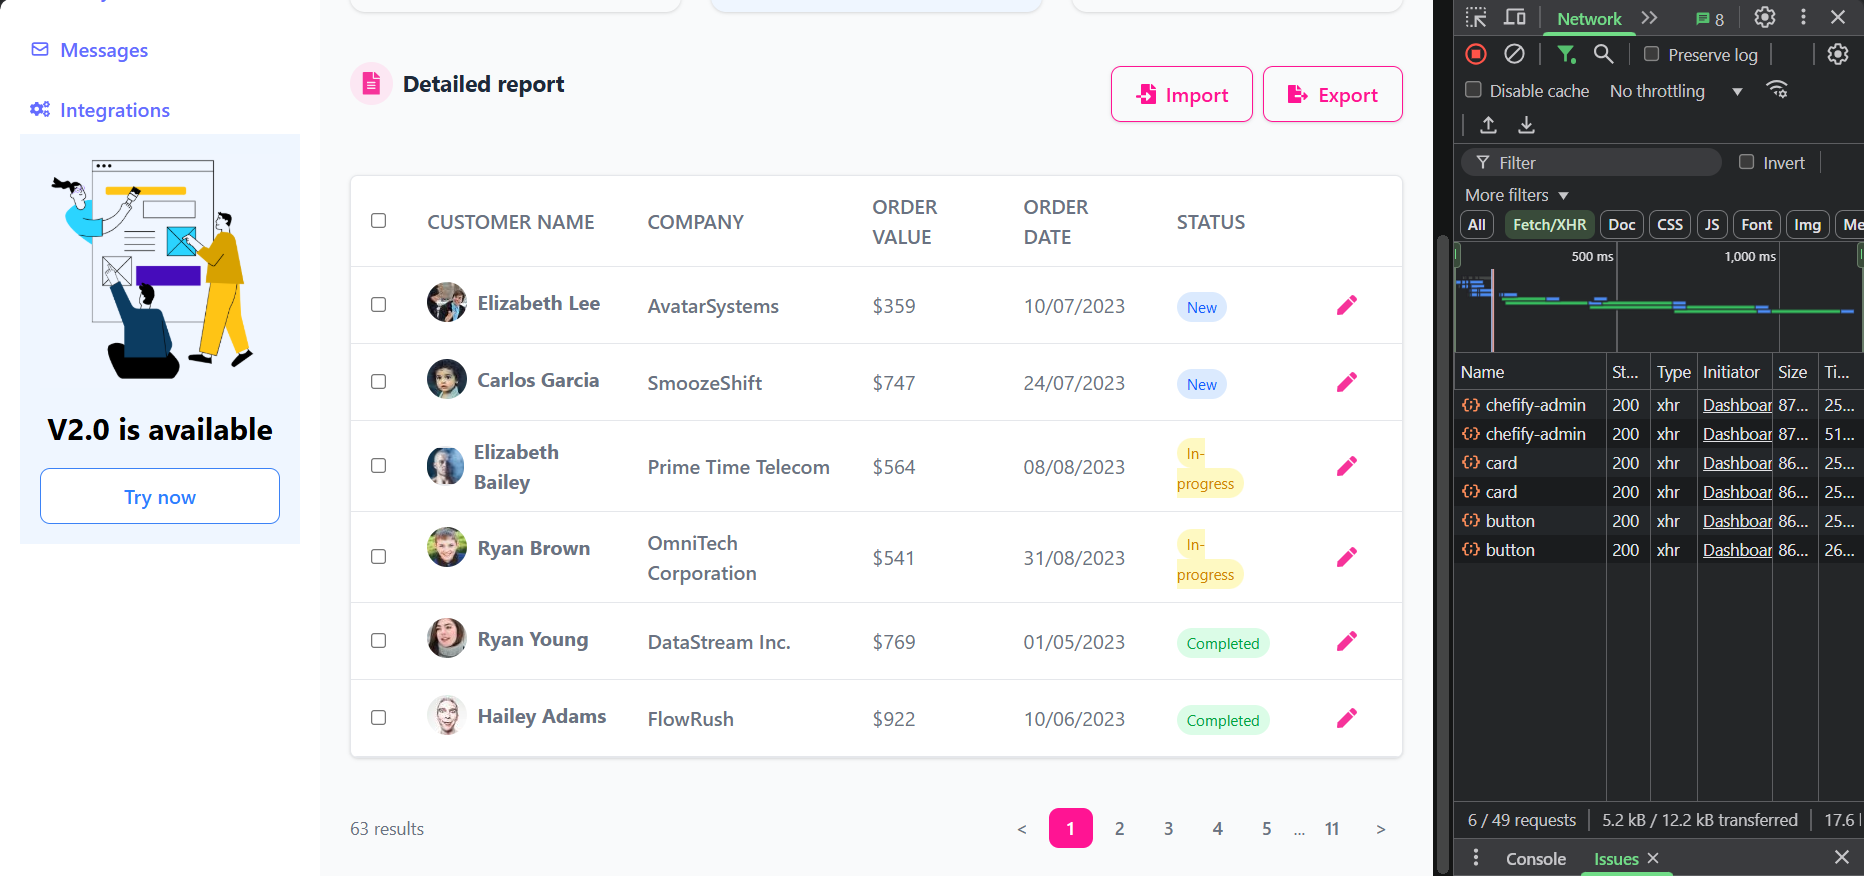 Messages
Integrations
V2.0 is available
Try now
Detailed report
Import
Export
CUSTOMER NAME COMPANY ORDER VALUE ORDER DATE STATUS
Elizabeth Lee AvatarSystems $359 10/07/2023 New
Carlos Garcia SmoozeShift $747 24/07/2023 New
Elizabeth Bailey Prime Time Telecom $564 08/08/2023 In-progress
Ryan Brown OmniTech Corporation $541 31/08/2023 In-progress
Ryan Young DataStream Inc. $769 01/05/2023 Completed
Hailey Adams FlowRush $922 10/06/2023 Completed
63 results
< 1 2 3 4 5 ... 11 >
Network 8
Preserve log
Disable cache No throttling
Filter Invert
More filters
All Fetch/XHR Doc CSS JS Font Img Me
500 ms 1,000 ms
Name St... Type Initiator Size Ti...
chefify-admin 200 xhr Dashboar 87... 25...
chefify-admin 200 xhr Dashboar 87... 51...
card 200 xhr Dashboar 86... 25...
card 200 xhr Dashboar 86... 25...
button 200 xhr Dashboar 86... 25...
button 200 xhr Dashboar 86... 26...
6 / 49 requests 5.2 kB / 12.2 kB transferred 17.6
Console Issues